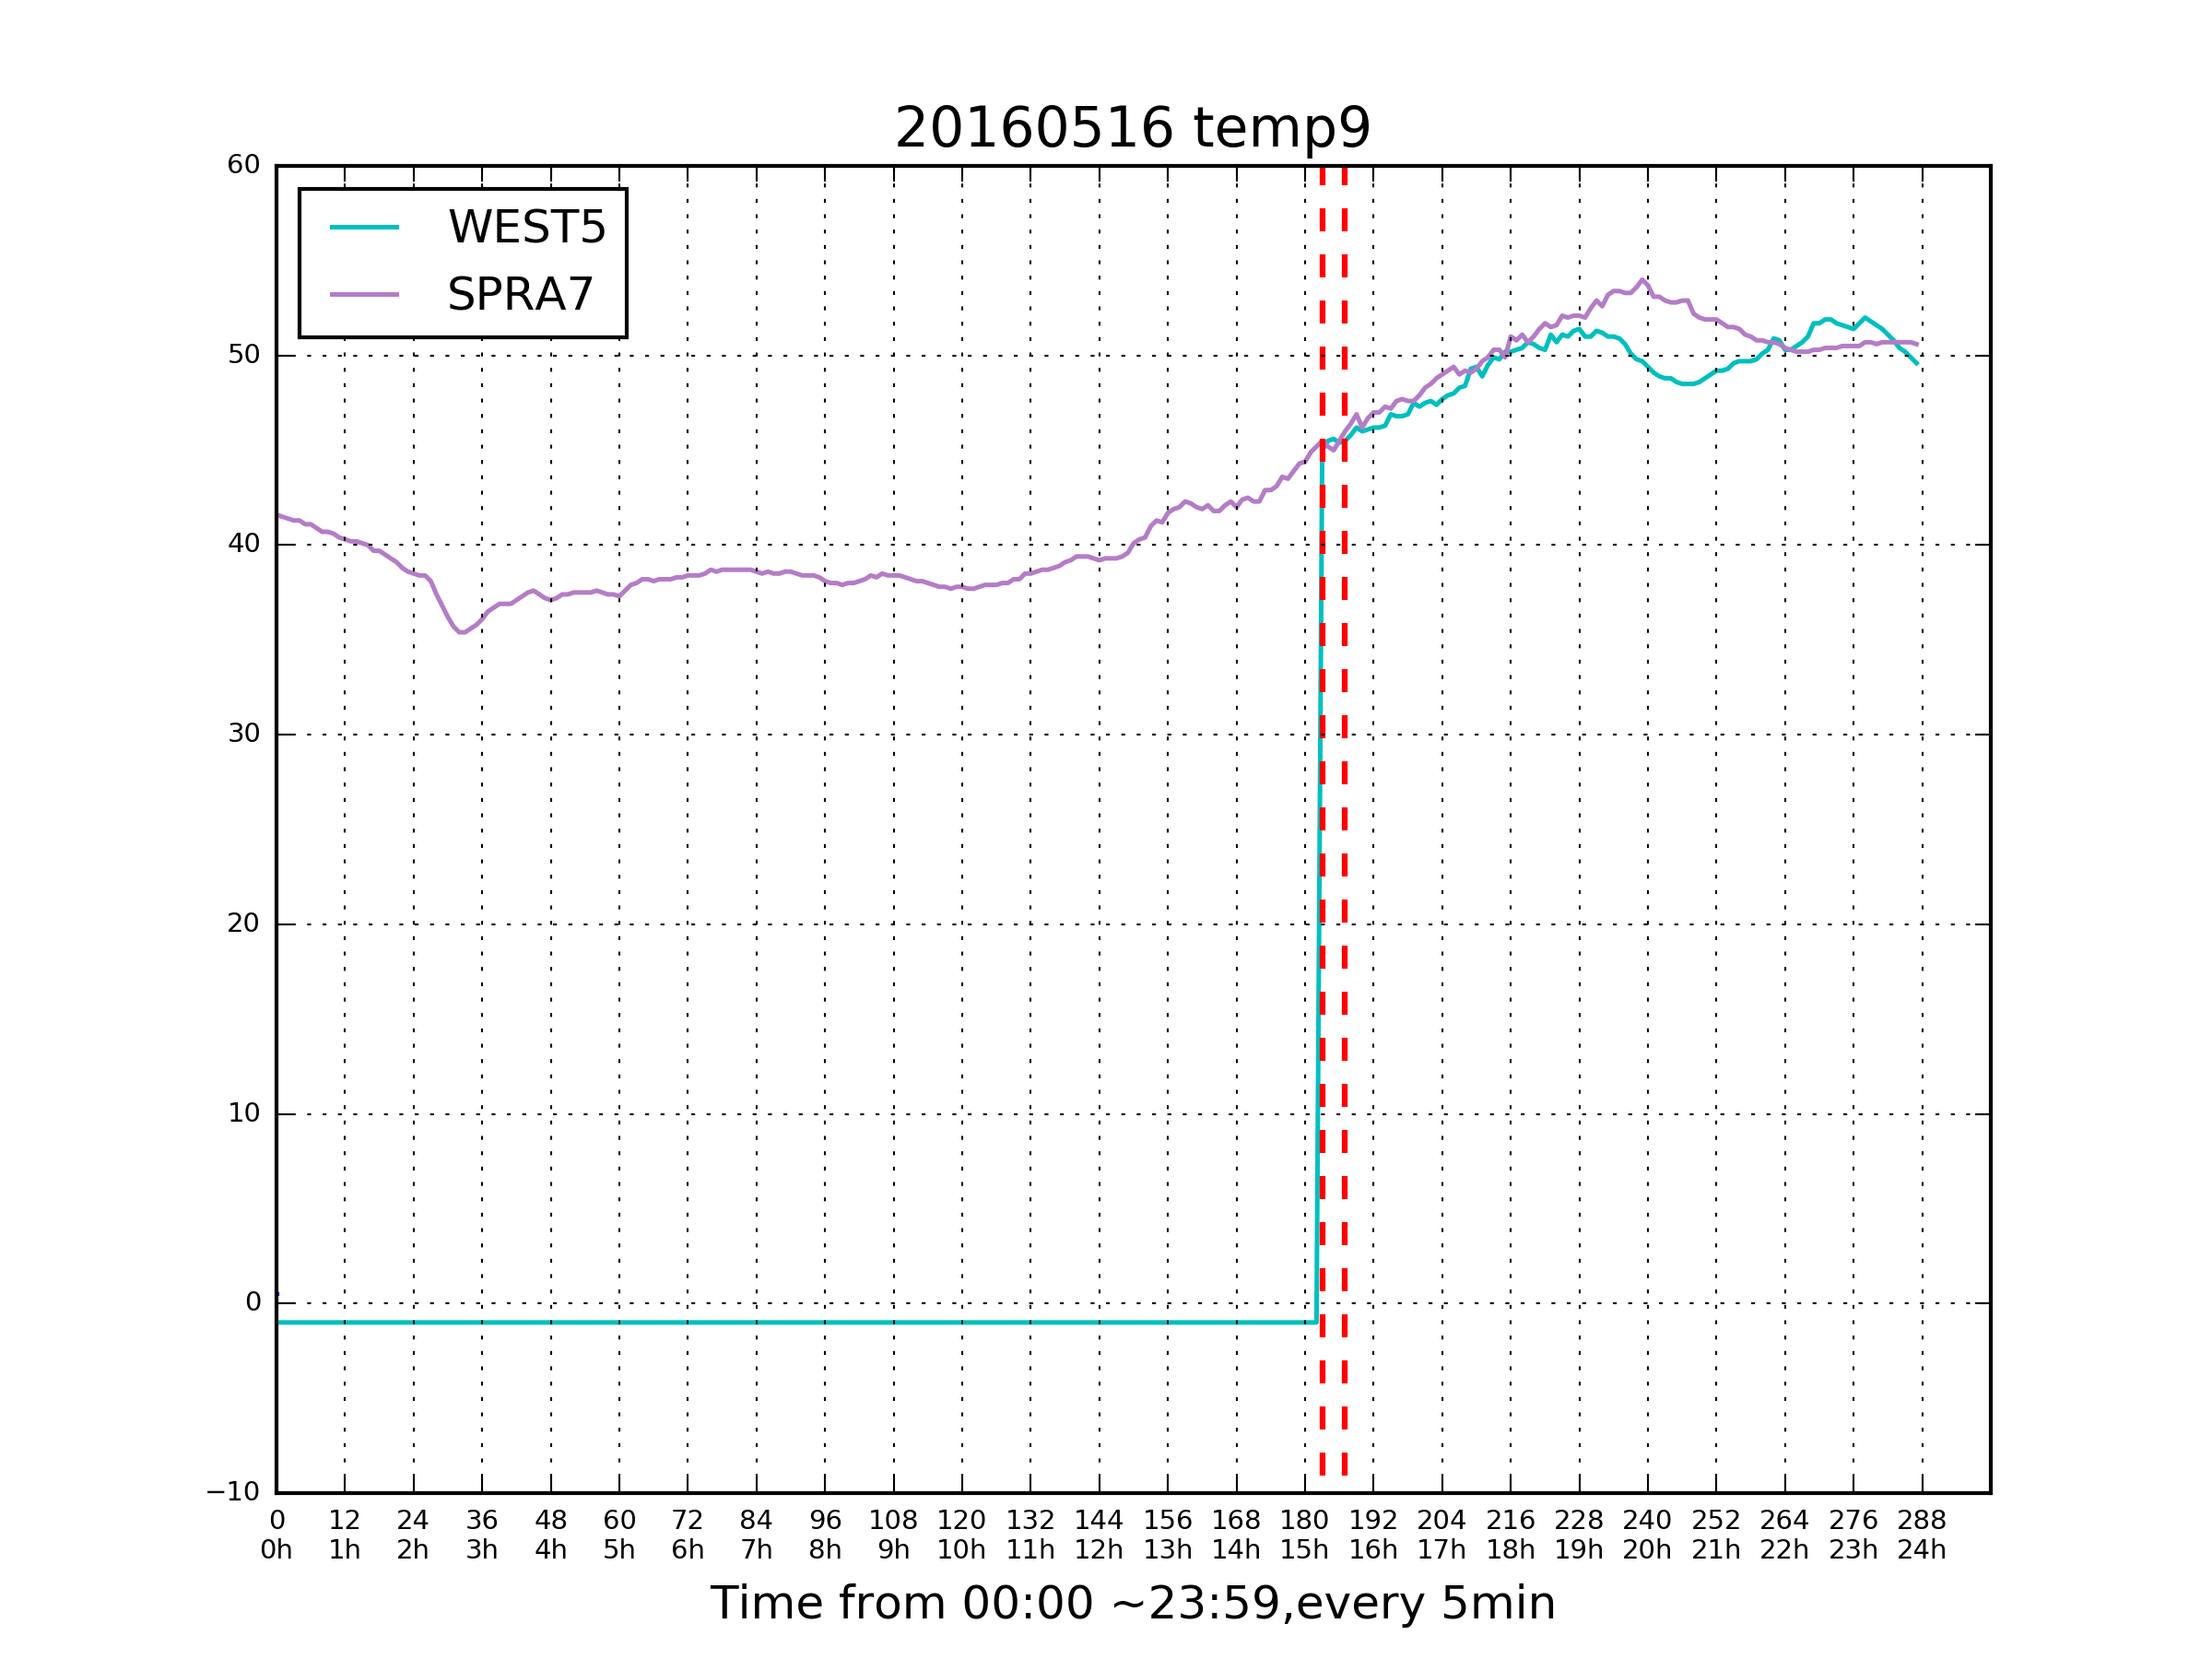 20160516 temp9
60
WEST5
SPRA7
50
40
30
20
10
0
−10
0 12 24 36 48 60 72 84 96 108 120 132 144 156 168 180 192 204 216 228 240 252 264 276 288
0h 1h 2h 3h 4h 5h 6h 7h 8h 9h 10h 11h 12h 13h 14h 15h 16h 17h 18h 19h 20h 21h 22h 23h 24h
Time from 00:00 ~23:59,every 5min